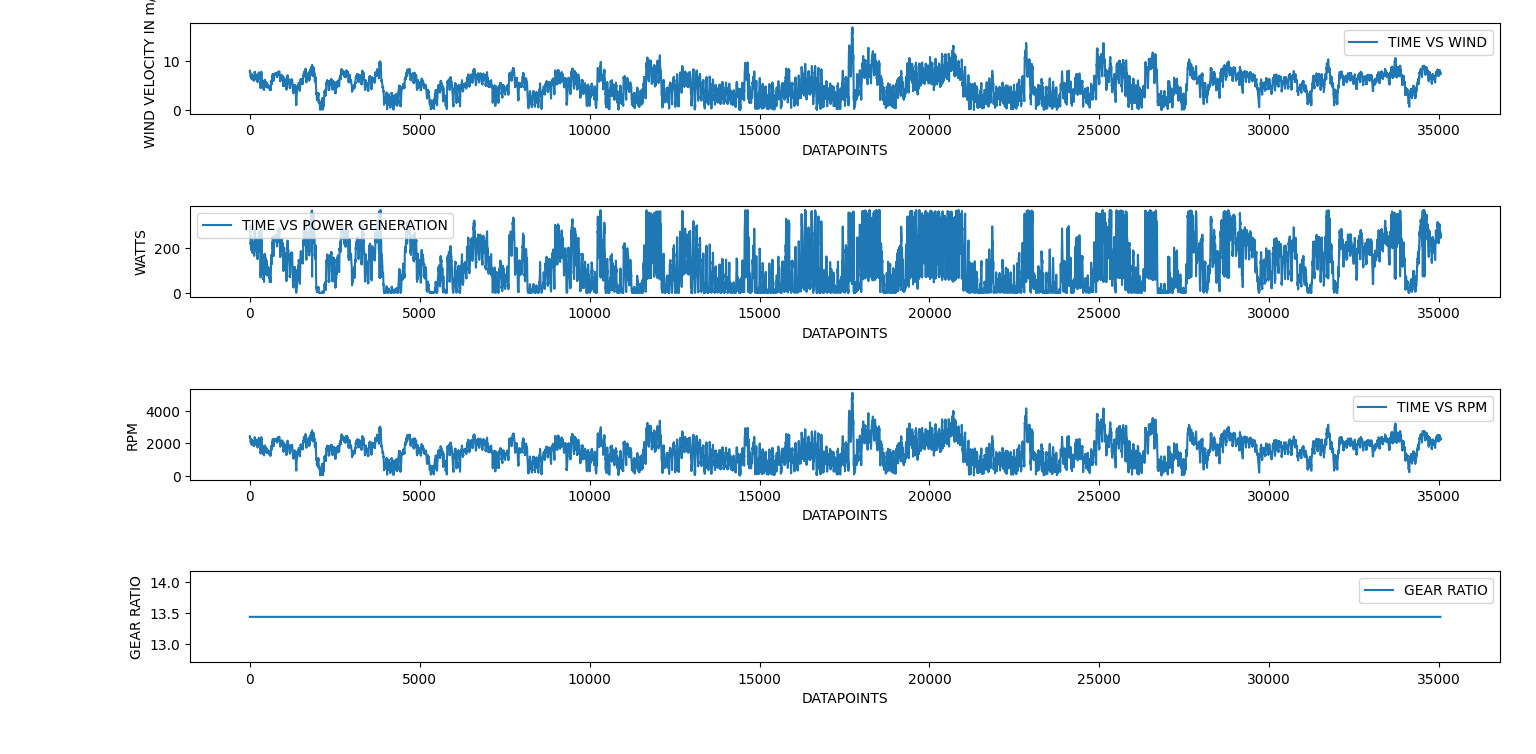 WIND VELOCITY IN m/
10
0
TIME VS WIND
0 5000 10000 15000 20000 25000 30000 35000
DATAPOINTS
WATTS
200
0
TIME VS POWER GENERATION
0 5000 10000 15000 20000 25000 30000 35000
DATAPOINTS
RPM
4000
2000
0
TIME VS RPM
0 5000 10000 15000 20000 25000 30000 35000
DATAPOINTS
GEAR RATIO
14.0
13.5
13.0
GEAR RATIO
0 5000 10000 15000 20000 25000 30000 35000
DATAPOINTS